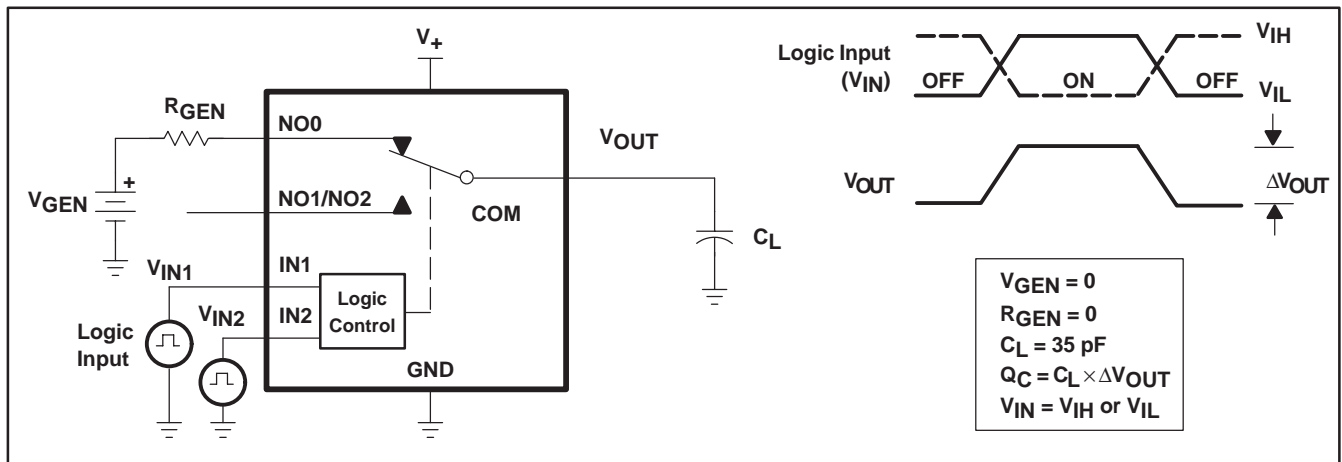 V+
RGEN
NO0
VOUT
+
VGEN
NO1/NO2
COM
CL
VIN1
IN1
Logic
Control
VIN2
IN2
Logic
Input
GND
Logic Input
(VIN)
OFF
ON
OFF
VIH
VIL
VOUT
ΔVOUT
VGEN = 0
RGEN = 0
CL = 35 pF
QC = CL × ΔVOUT
VIN = VIH or VIL